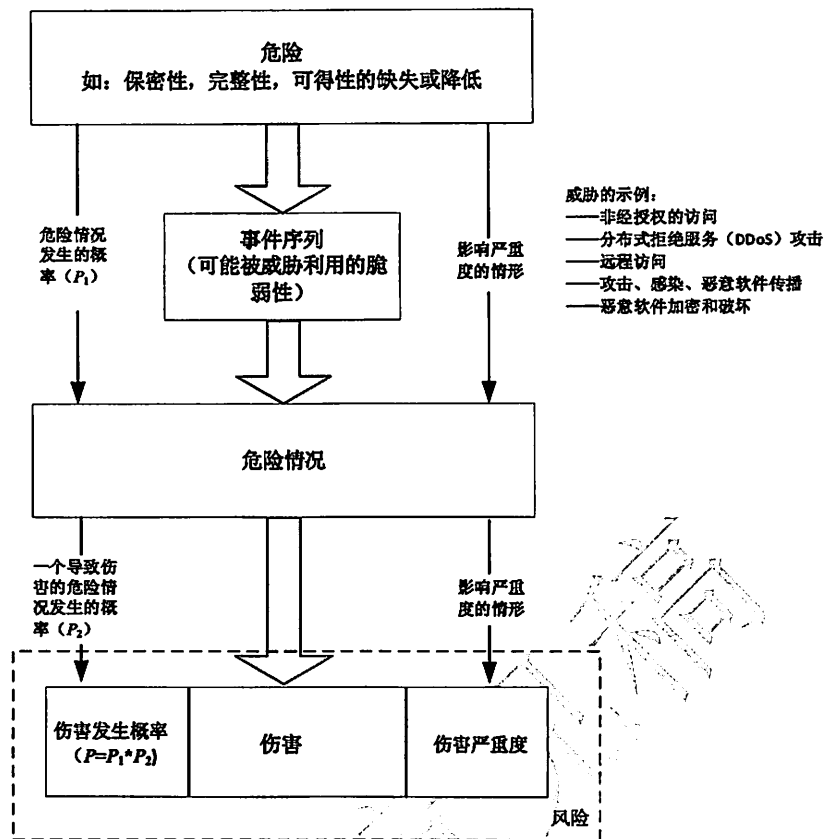 危险
如：保密性，完整性，可得性的缺失或降低
危险情况
发生的概
率（P₁）
事件序列
（可能被威胁利用的脆
弱性）
影响严重
度的情形
威胁的示例：
——非经授权的访问
——分布式拒绝服务（DDoS）攻击
——远程访问
——攻击、感染、恶意软件传播
——恶意软件加密和破坏
危险情况
一个导致伤
害的危险情
况发生的概
率（P₂）
影响严重
度的情形
伤害发生概率
（P=P₁*P₂)
伤害
伤害严重度
风险
稿